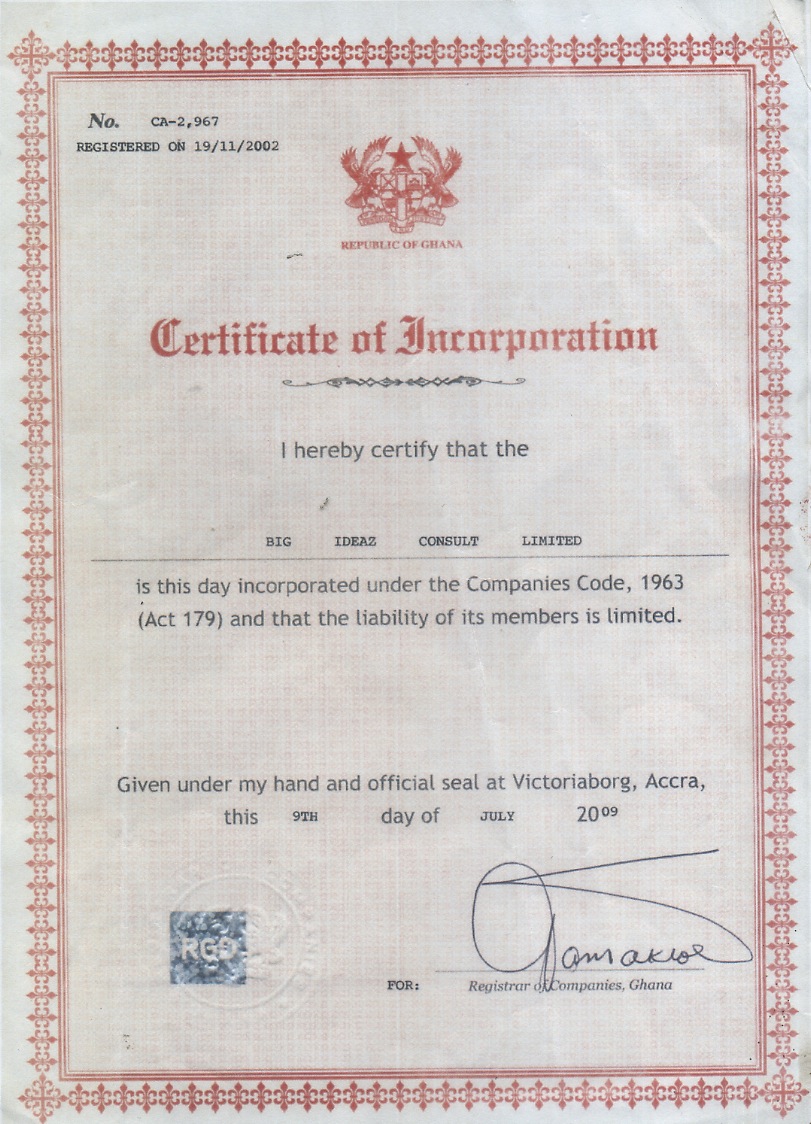 No. CA-2,967
REGISTERED ON 19/11/2002
REPUBLIC OF GHANA
Certificate of Incorporation
I hereby certify that the
BIG IDEAZ CONSULT LIMITED
is this day incorporated under the Companies Code, 1963
(Act 179) and that the liability of its members is limited.
Given under my hand and official seal at Victoriaborg, Accra,
this 9TH day of JULY 2009
RGD
FOR: Registrar of Companies, Ghana